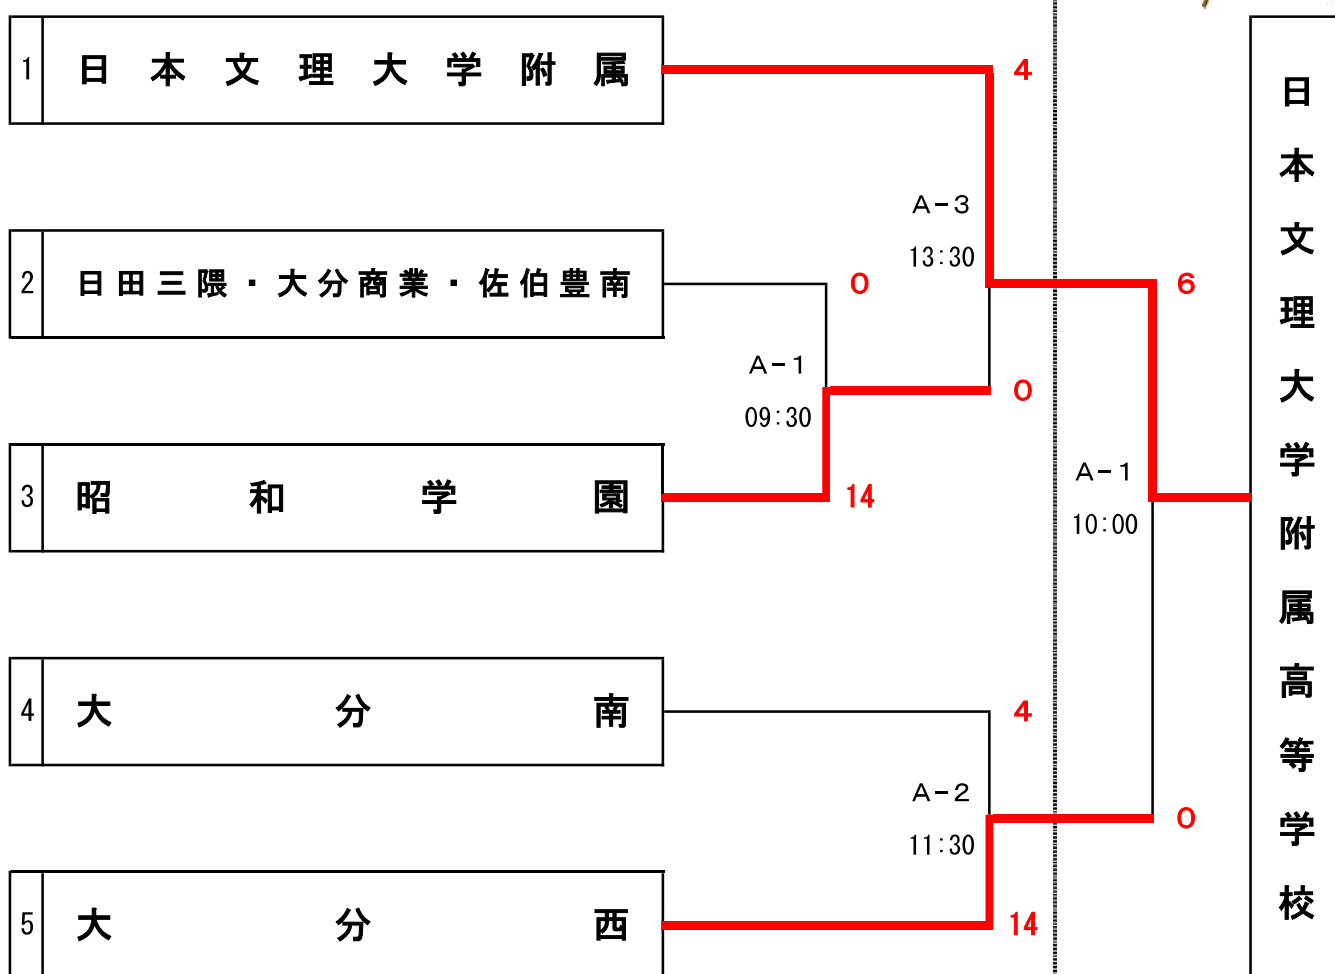 1 日本文理大学附属
4
A-3
13:30
2 日田三隈・大分商業・佐伯豊南
0
6
A-1
09:30
0
3 昭和学園
14
A-1
10:00
4 大分南
4
A-2
11:30
0
5 大分西
14
日本文理大学附属高等学校